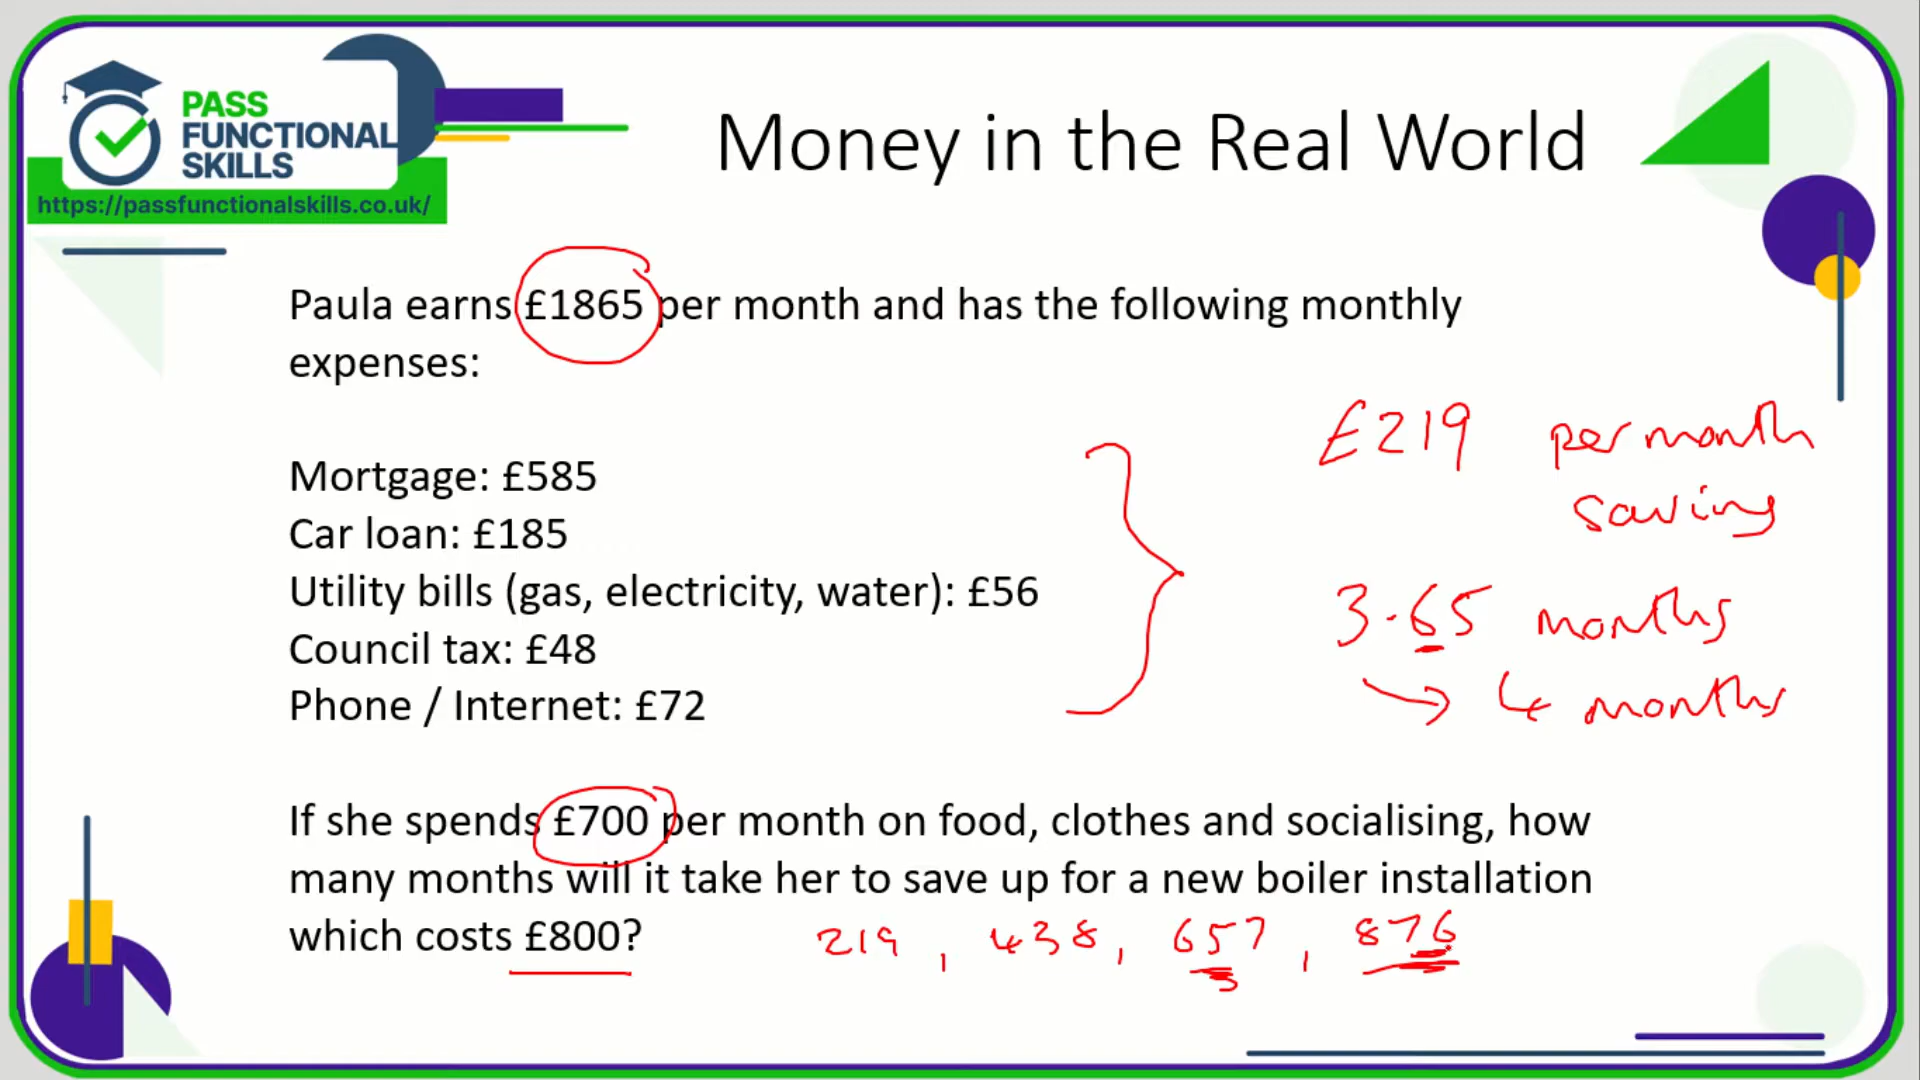 PASS
FUNCTIONAL
SKILLS
https://passfunctionalskills.co.uk/
Money in the Real World
Paula earns £1865 per month and has the following monthly
expenses:
£219 per month
saving
Mortgage: £585
Car loan: £185
Utility bills (gas, electricity, water): £56
3.65 months
Council tax: £48
→ 4 months
Phone / Internet: £72
If she spends £700 per month on food, clothes and socialising, how
many months will it take her to save up for a new boiler installation
which costs £800?
219, 438, 657, 876